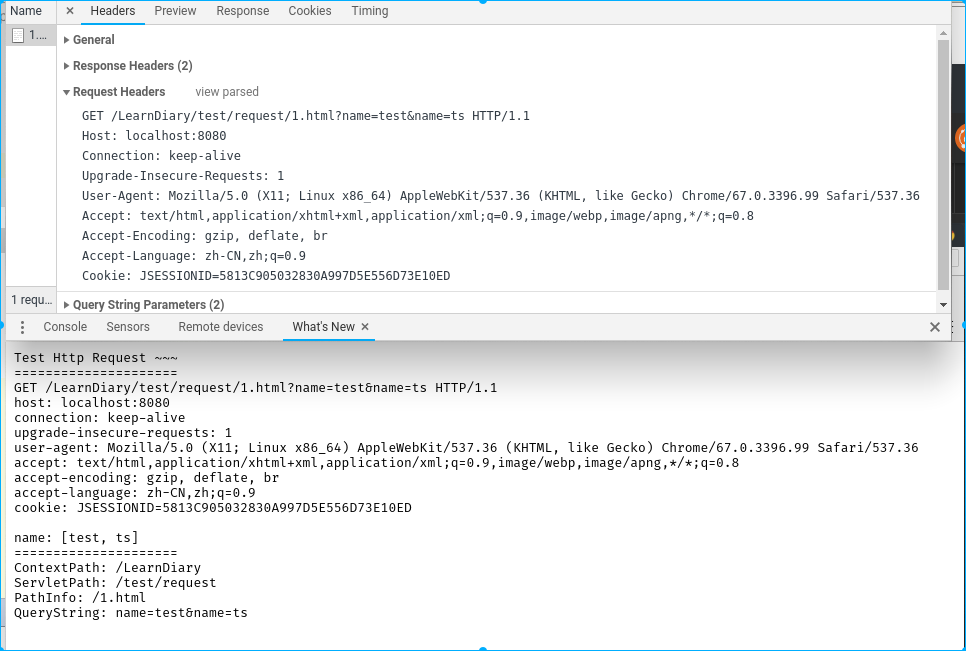 Name × Headers Preview Response Cookies Timing
1.…
General
Response Headers (2)
Request Headers view parsed
GET /LearnDiary/test/request/1.html?name=test&name=ts HTTP/1.1
Host: localhost:8080
Connection: keep-alive
Upgrade-Insecure-Requests: 1
User-Agent: Mozilla/5.0 (X11; Linux x86_64) AppleWebKit/537.36 (KHTML, like Gecko) Chrome/67.0.3396.99 Safari/537.36
Accept: text/html,application/xhtml+xml,application/xml;q=0.9,image/webp,image/apng,*/*;q=0.8
Accept-Encoding: gzip, deflate, br
Accept-Language: zh-CN,zh;q=0.9
Cookie: JSESSIONID=5813C905032830A997D5E556D73E10ED
1 requ… Query String Parameters (2)
Console Sensors Remote devices What's New ×
Test Http Request ~~~
=====================
GET /LearnDiary/test/request/1.html?name=test&name=ts HTTP/1.1
host: localhost:8080
connection: keep-alive
upgrade-insecure-requests: 1
user-agent: Mozilla/5.0 (X11; Linux x86_64) AppleWebKit/537.36 (KHTML, like Gecko) Chrome/67.0.3396.99 Safari/537.36
accept: text/html,application/xhtml+xml,application/xml;q=0.9,image/webp,image/apng,*/*;q=0.8
accept-encoding: gzip, deflate, br
accept-language: zh-CN,zh;q=0.9
cookie: JSESSIONID=5813C905032830A997D5E556D73E10ED
name: [test, ts]
=====================
ContextPath: /LearnDiary
ServletPath: /test/request
PathInfo: /1.html
QueryString: name=test&name=ts